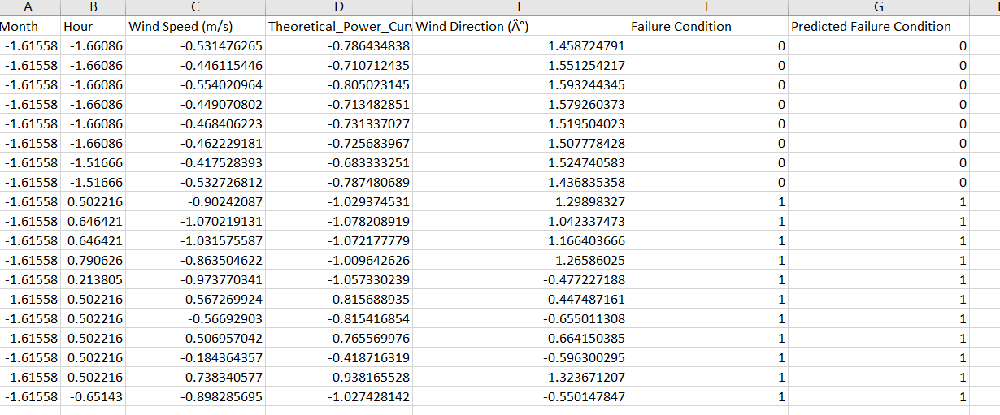 A B C D E F G
Month Hour Wind Speed (m/s) Theoretical_Power_Curv Wind Direction (Â°) Failure Condition Predicted Failure Condition
-1.61558 -1.66086 -0.531476265 -0.786434838 1.458724791 0 0
-1.61558 -1.66086 -0.446115446 -0.710712435 1.551254217 0 0
-1.61558 -1.66086 -0.554020964 -0.805023145 1.593244345 0 0
-1.61558 -1.66086 -0.449070802 -0.713482851 1.579260373 0 0
-1.61558 -1.66086 -0.468406223 -0.731337027 1.519504023 0 0
-1.61558 -1.66086 -0.462229181 -0.725683967 1.507778428 0 0
-1.61558 -1.51666 -0.417528393 -0.683333251 1.524740583 0 0
-1.61558 -1.51666 -0.532726812 -0.787480689 1.436835358 0 0
-1.61558 0.502216 -0.90242087 -1.029374531 1.29898327 1 1
-1.61558 0.646421 -1.070219131 -1.078208919 1.042337473 1 1
-1.61558 0.646421 -1.031575587 -1.072177779 1.166403666 1 1
-1.61558 0.790626 -0.863504622 -1.009642626 1.26586025 1 1
-1.61558 0.213805 -0.973770341 -1.057330239 -0.477227188 1 1
-1.61558 0.502216 -0.567269924 -0.815688935 -0.447487161 1 1
-1.61558 0.502216 -0.56692903 -0.815416854 -0.655011308 1 1
-1.61558 0.502216 -0.506957042 -0.765569976 -0.664150385 1 1
-1.61558 0.502216 -0.184364357 -0.418716319 -0.596300295 1 1
-1.61558 0.502216 -0.738340577 -0.938165528 -1.323671207 1 1
-1.61558 -0.65143 -0.898285695 -1.027428142 -0.550147847 1 1